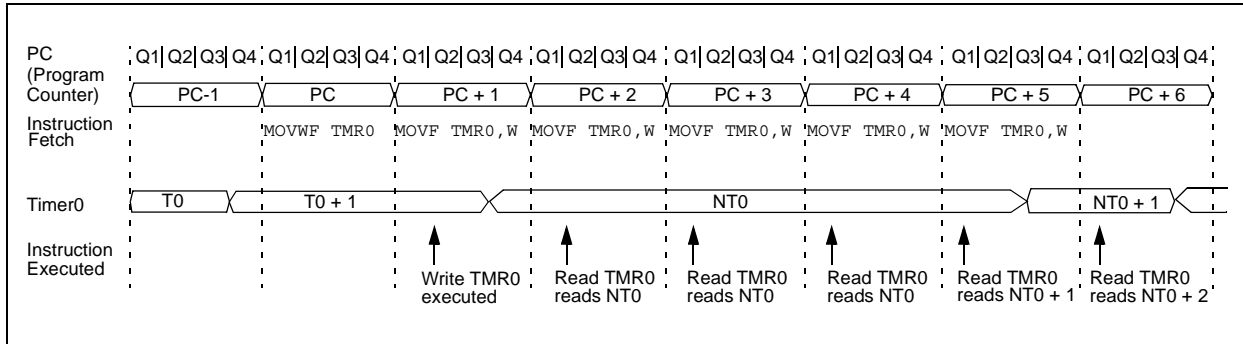 PC (Program Counter)
Q1 Q2 Q3 Q4 Q1 Q2 Q3 Q4 Q1 Q2 Q3 Q4 Q1 Q2 Q3 Q4 Q1 Q2 Q3 Q4 Q1 Q2 Q3 Q4 Q1 Q2 Q3 Q4 Q1 Q2 Q3 Q4
PC-1 PC PC + 1 PC + 2 PC + 3 PC + 4 PC + 5 PC + 6
Instruction Fetch
MOVWF TMR0 MOVF TMR0,W MOVF TMR0,W MOVF TMR0,W MOVF TMR0,W MOVF TMR0,W
Timer0
T0 T0 + 1 NT0 NT0 + 1
Instruction Executed
Write TMR0 executed
Read TMR0 reads NT0
Read TMR0 reads NT0
Read TMR0 reads NT0
Read TMR0 reads NT0 + 1
Read TMR0 reads NT0 + 2